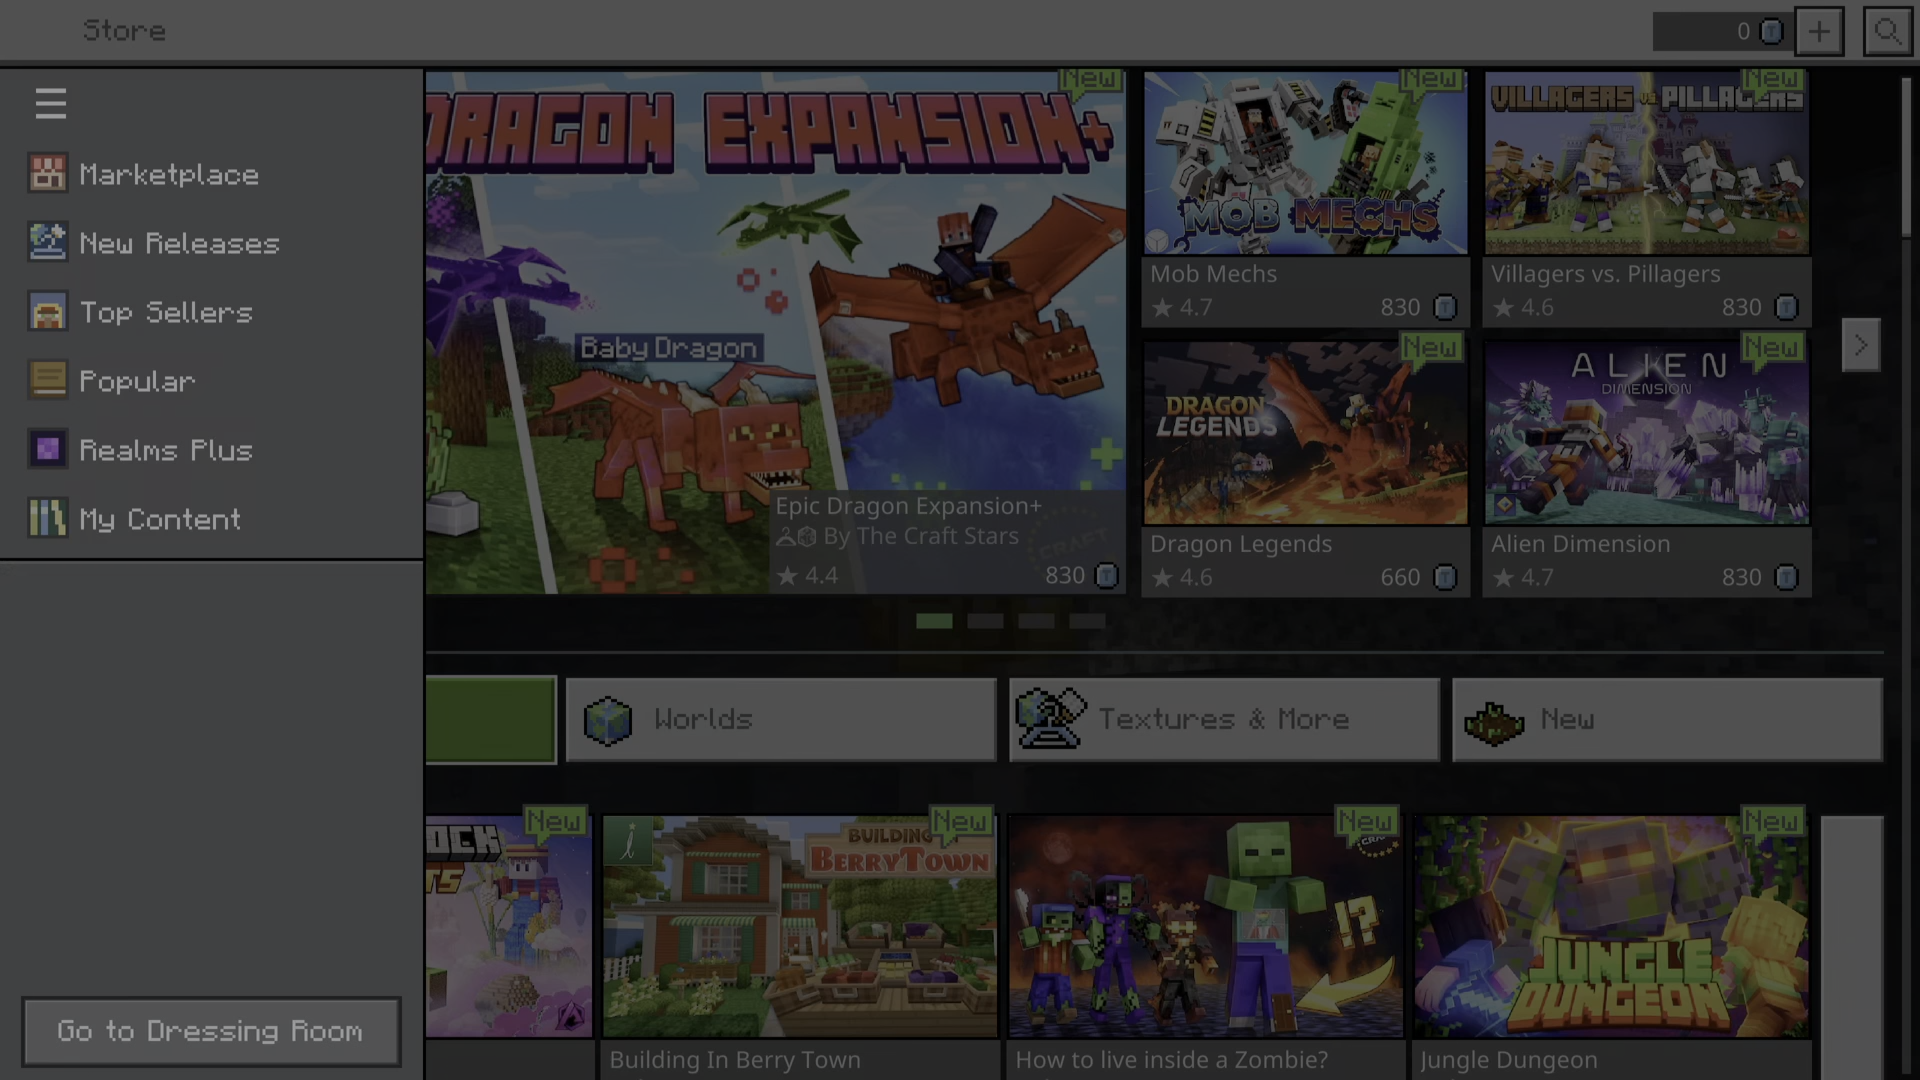 Store
0
Marketplace
New Releases
Top Sellers
Popular
Realms Plus
My Content
Go to Dressing Room
New
DRAGON EXPANSION+
Baby Dragon
Epic Dragon Expansion+
By The Craft Stars
CRAFT
4.4
830
New
MOB MECHS
Mob Mechs
4.7
830
New
VILLAGERS VS PILLAGERS
Villagers vs. Pillagers
4.6
830
New
DRAGON
LEGENDS
Dragon Legends
4.6
660
New
ALIEN
DIMENSION
Alien Dimension
4.7
830
Worlds
Textures & More
New
New
New
BUILDING
BERRY TOWN
Building In Berry Town
New
!?
How to live inside a Zombie?
New
JUNGLE
DUNGEON
Jungle Dungeon